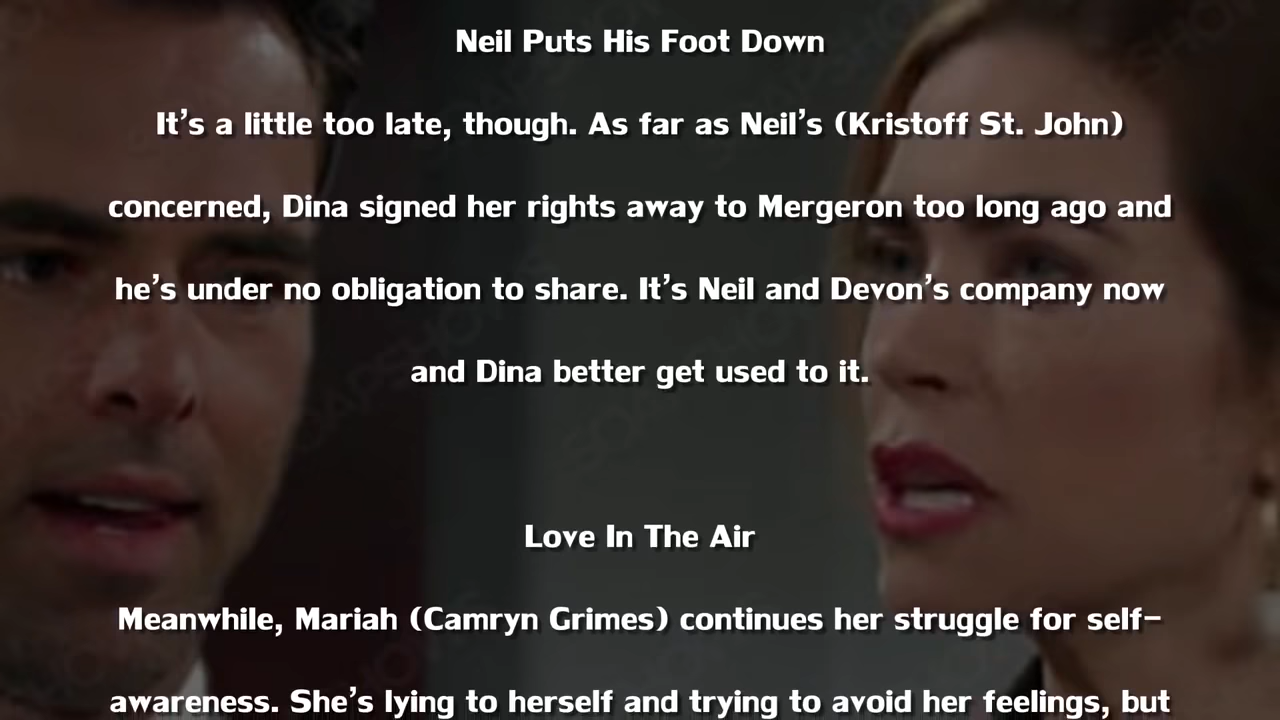 Neil Puts His Foot Down
It's a little too late, though. As far as Neil's (Kristoff St. John)
concerned, Dina signed her rights away to Mergeron too long ago and
he's under no obligation to share. It's Neil and Devon's company now
and Dina better get used to it.
Love In The Air
Meanwhile, Mariah (Camryn Grimes) continues her struggle for self-
awareness. She's lying to herself and trying to avoid her feelings, but